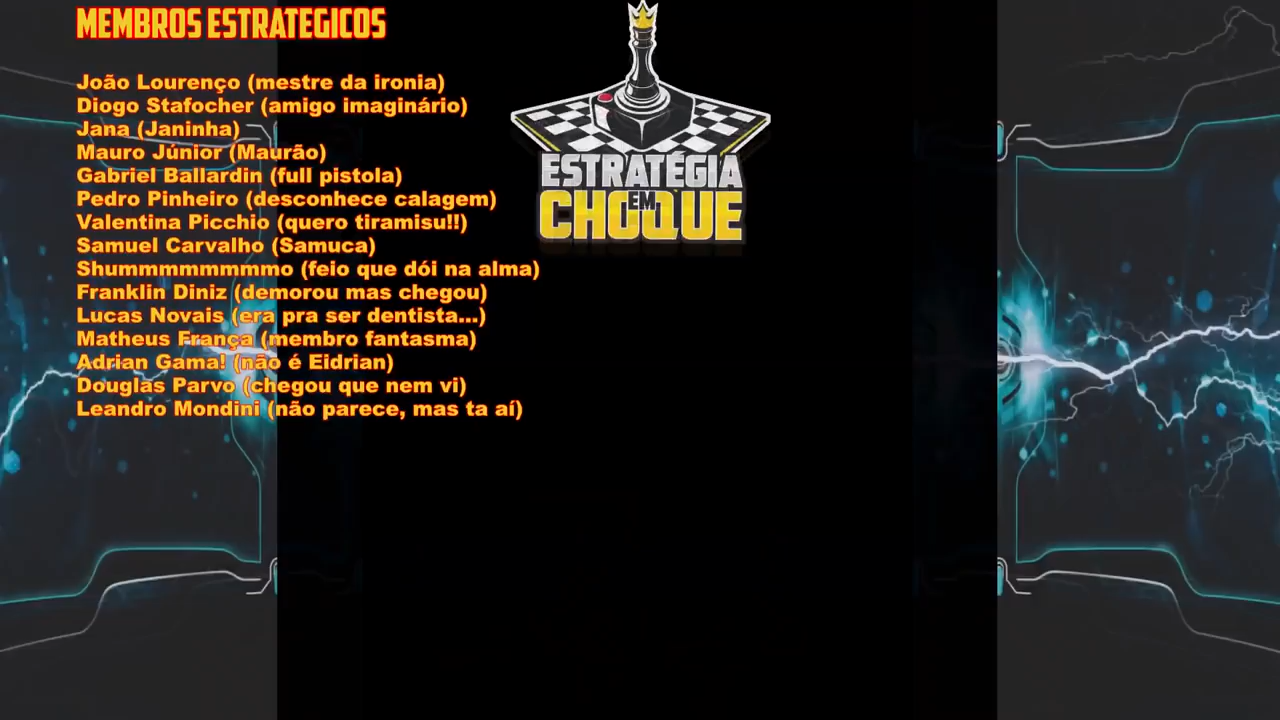 MEMBROS ESTRATEGICOS
João Lourenço (mestre da ironia)
Diogo Stafocher (amigo imaginário)
Jana (Janinha)
Mauro Júnior (Maurão)
Gabriel Ballardin (full pistola)
Pedro Pinheiro (desconhece calagem)
Valentina Picchio (quero tiramisu!!)
Samuel Carvalho (Samuca)
Shummmmmmmmo (feio que dói na alma)
Franklin Diniz (demorou mas chegou)
Lucas Novais (era pra ser dentista...)
Matheus França (membro fantasma)
Adrian Gama! (não é Eidrian)
Douglas Parvo (chegou que nem vi)
Leandro Mondini (não parece, mas ta aí)
ESTRATÉGIA
EM
CHOQUE